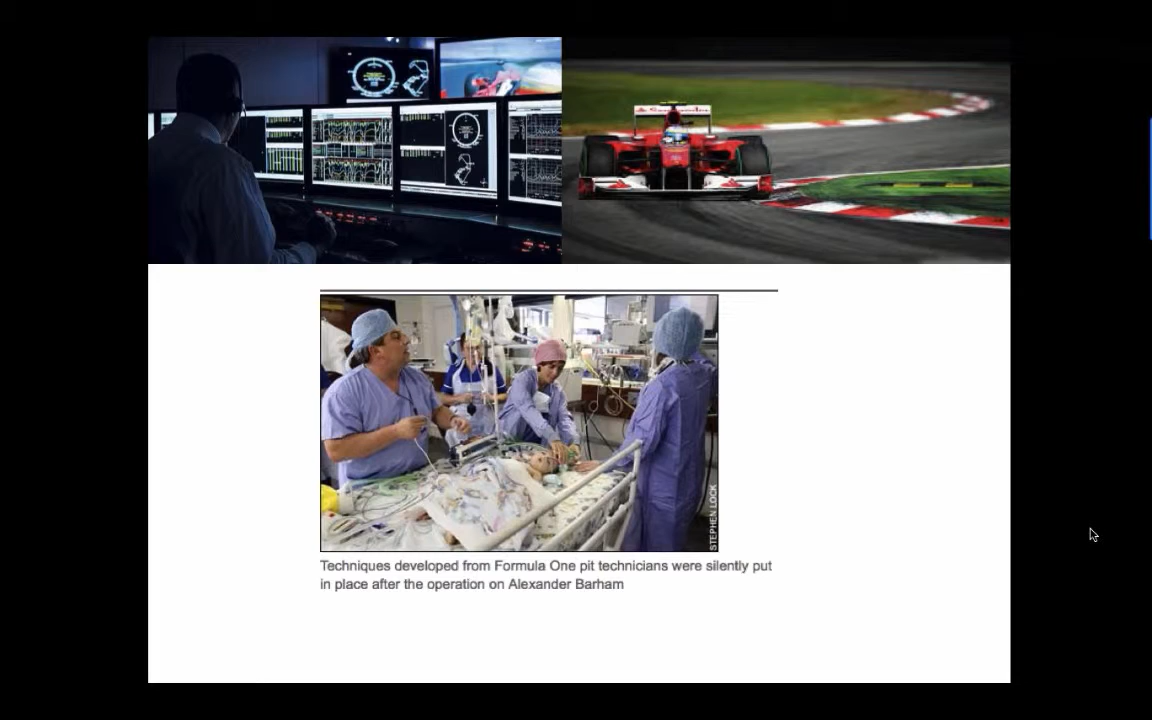 Santander
STEPHEN LOCK
Techniques developed from Formula One pit technicians were silently put
in place after the operation on Alexander Barham